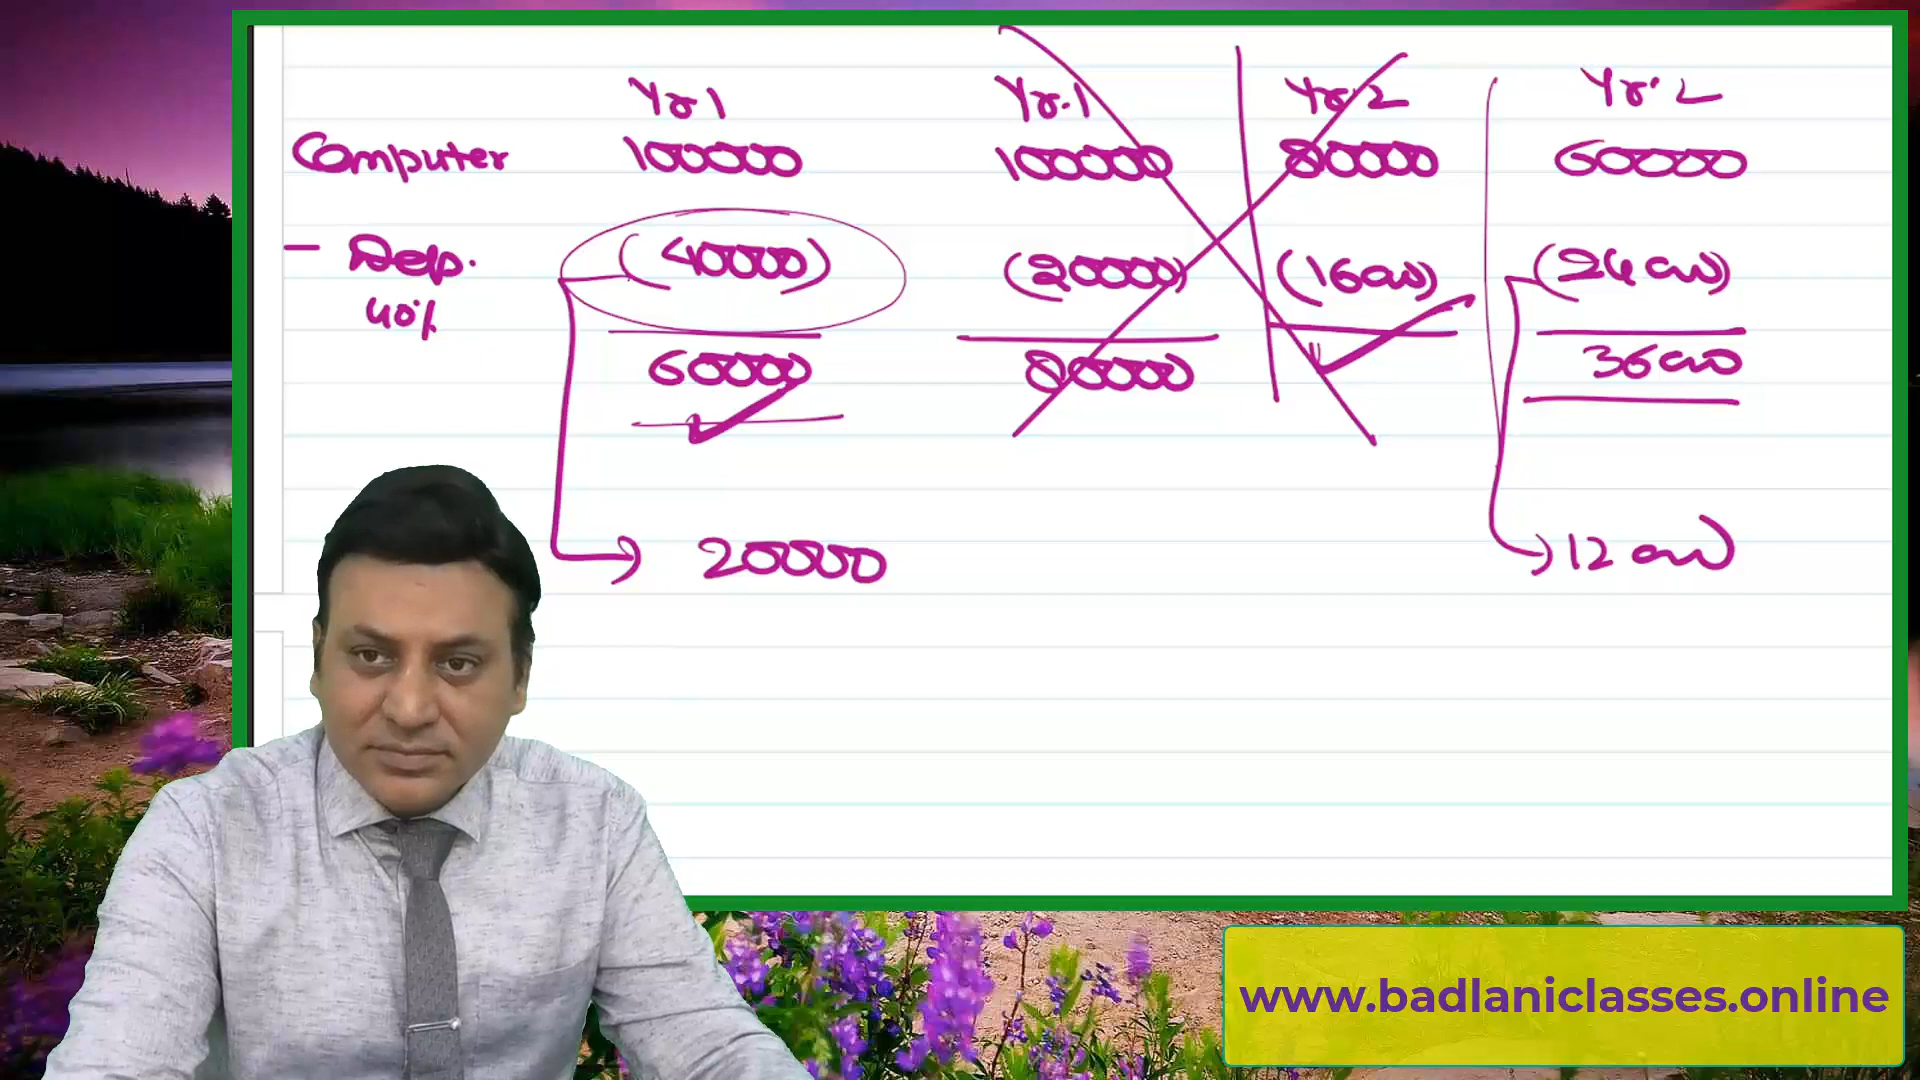 Yr 1 Yr.1 Yr 2 Yr. 2
Computer 100000 100000 80000 60000
- Dep. (40000) (20000) (16000) (24000)
40%
60000 80000 36000
20000 12000
www.badlaniclasses.online